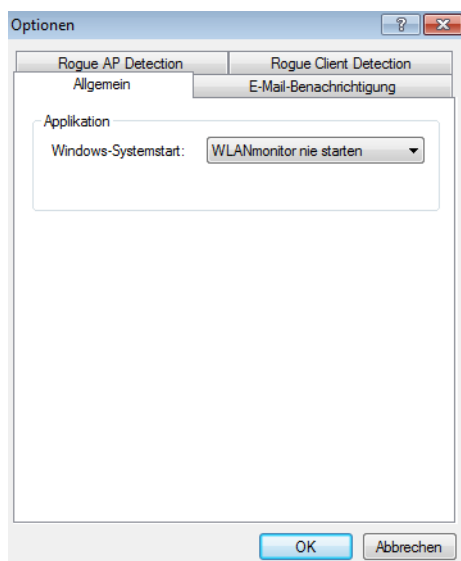 Optionen
Rogue AP Detection
Rogue Client Detection
Allgemein
E-Mail-Benachrichtigung
Applikation
Windows-Systemstart: WLANmonitor nie starten
OK Abbrechen